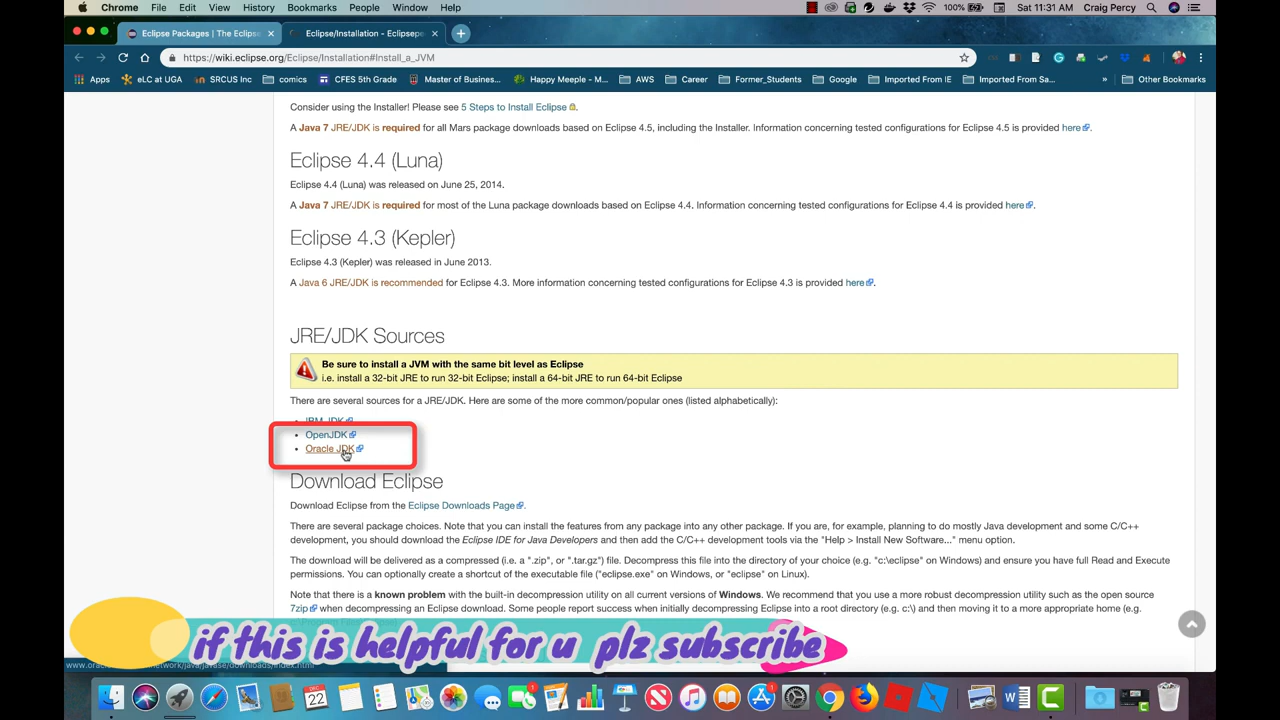 Chrome File Edit View History Bookmarks People Window Help 100% Sat 11:31 AM Craig Percy
Eclipse Packages | The Eclipse Eclipse/Installation - Eclipsepe
https://wiki.eclipse.org/Eclipse/Installation#Install_a_JVM
Apps eLC at UGA SRCUS Inc comics CFES 5th Grade Master of Busines... Happy Meeple - M... AWS Career Former_Students Google Imported From IE Imported From Sa... » Other Bookmarks
Consider using the Installer! Please see 5 Steps to Install Eclipse.
A Java 7 JRE/JDK is required for all Mars package downloads based on Eclipse 4.5, including the Installer. Information concerning tested configurations for Eclipse 4.5 is provided here.
Eclipse 4.4 (Luna)
Eclipse 4.4 (Luna) was released on June 25, 2014.
A Java 7 JRE/JDK is required for most of the Luna package downloads based on Eclipse 4.4. Information concerning tested configurations for Eclipse 4.4 is provided here.
Eclipse 4.3 (Kepler)
Eclipse 4.3 (Kepler) was released in June 2013.
A Java 6 JRE/JDK is recommended for Eclipse 4.3. More information concerning tested configurations for Eclipse 4.3 is provided here.
JRE/JDK Sources
Be sure to install a JVM with the same bit level as Eclipse
i.e. install a 32-bit JRE to run 32-bit Eclipse; install a 64-bit JRE to run 64-bit Eclipse
There are several sources for a JRE/JDK. Here are some of the more common/popular ones (listed alphabetically):
IBM JDK
OpenJDK
Oracle JDK
Download Eclipse
Download Eclipse from the Eclipse Downloads Page.
There are several package choices. Note that you can install the features from any package into any other package. If you are, for example, planning to do mostly Java development and some C/C++
development, you should download the Eclipse IDE for Java Developers and then add the C/C++ development tools via the "Help > Install New Software..." menu option.
The download will be delivered as a compressed (i.e. a ".zip", or ".tar.gz") file. Decompress this file into the directory of your choice (e.g. "c:\eclipse" on Windows) and ensure you have full Read and Execute
permissions. You can optionally create a shortcut of the executable file ("eclipse.exe" on Windows, or "eclipse" on Linux).
Note that there is a known problem with the built-in decompression utility on all current versions of Windows. We recommend that you use a more robust decompression utility such as the open source
7zip when decompressing an Eclipse download. Some people report success when initially decompressing Eclipse into a root directory (e.g. c:\) and then moving it to a more appropriate home (e.g.
if this is helpful for u plz subscribe
DEC
22
1
1